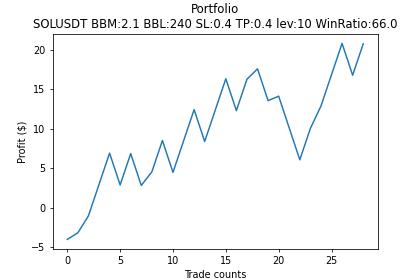 Portfolio
SOLUSDT BBM:2.1 BBL:240 SL:0.4 TP:0.4 lev:10 WinRatio:66.0
Profit ($)
20
15
10
5
0
−5
0 5 10 15 20 25
Trade counts